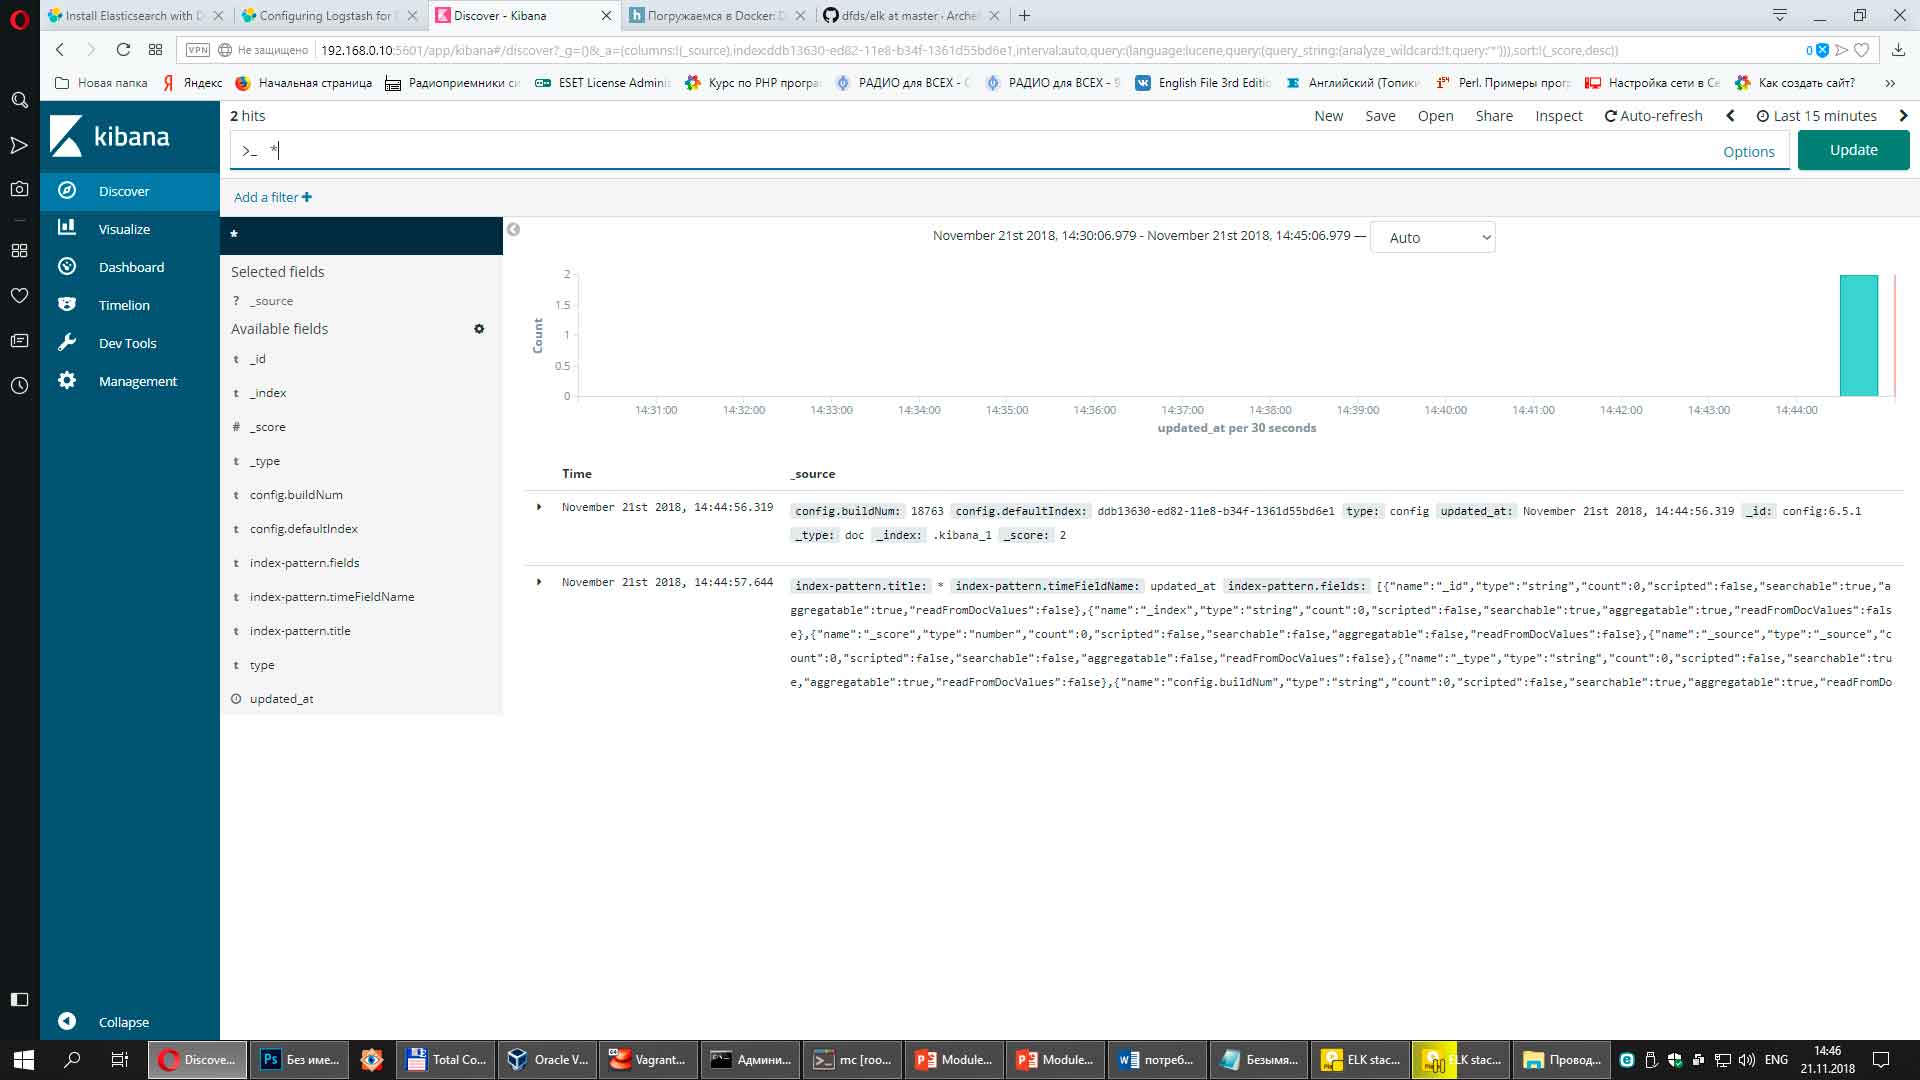 Install Elasticsearch with D
Configuring Logstash for
Discover - Kibana
Погружаемся в Docker: D
dfds/elk at master · Arche
VPN Не защищено 192.168.0.10:5601/app/kibana#/discover?_g=()&_a=(columns:!(_source),index:ddb13630-ed82-11e8-b34f-1361d55bd6e1,interval:auto,query:(language:lucene,query:(query_string:(analyze_wildcard:!t,query:'*'))),sort:!(_score,desc)) 0
Новая папка Яндекс Начальная страница Радиоприемники си ESET License Admini Курс по PHP програ РАДИО для ВСЕХ - С РАДИО для ВСЕХ - 9 English File 3rd Editio Английский (Топики Perl. Примеры прог Настройка сети в Се Как создать сайт? »
kibana
Discover
Visualize
Dashboard
Timelion
Dev Tools
Management
Collapse
2 hits
New Save Open Share Inspect Auto-refresh Last 15 minutes
>_ *
Options
Update
Add a filter +
*
Selected fields
? _source
Available fields
t _id
t _index
# _score
t _type
t config.buildNum
t config.defaultIndex
t index-pattern.fields
t index-pattern.timeFieldName
t index-pattern.title
t type
updated_at
November 21st 2018, 14:30:06.979 - November 21st 2018, 14:45:06.979 — Auto
Count
2
1.5
1
0.5
0
14:31:00 14:32:00 14:33:00 14:34:00 14:35:00 14:36:00 14:37:00 14:38:00 14:39:00 14:40:00 14:41:00 14:42:00 14:43:00 14:44:00
updated_at per 30 seconds
Time _source
November 21st 2018, 14:44:56.319 config.buildNum: 18763 config.defaultIndex: ddb13630-ed82-11e8-b34f-1361d55bd6e1 type: config updated_at: November 21st 2018, 14:44:56.319 _id: config:6.5.1
_type: doc _index: .kibana_1 _score: 2
November 21st 2018, 14:44:57.644 index-pattern.title: * index-pattern.timeFieldName: updated_at index-pattern.fields: [{"name":"_id","type":"string","count":0,"scripted":false,"searchable":true,"a
ggregatable":true,"readFromDocValues":false},{"name":"_index","type":"string","count":0,"scripted":false,"searchable":true,"aggregatable":true,"readFromDocValues":fals
e},{"name":"_score","type":"number","count":0,"scripted":false,"searchable":false,"aggregatable":false,"readFromDocValues":false},{"name":"_source","type":"_source","c
ount":0,"scripted":false,"searchable":false,"aggregatable":false,"readFromDocValues":false},{"name":"_type","type":"string","count":0,"scripted":false,"searchable":tru
e,"aggregatable":true,"readFromDocValues":false},{"name":"config.buildNum","type":"string","count":0,"scripted":false,"searchable":true,"aggregatable":true,"readFromDo
Discove... Без име... Total Co... Oracle V... Vagrant... Админи... mc [roo... Module... Module... потреб... Безымя... ELK stac... ELK stac... Провод... ENG
14:46
21.11.2018